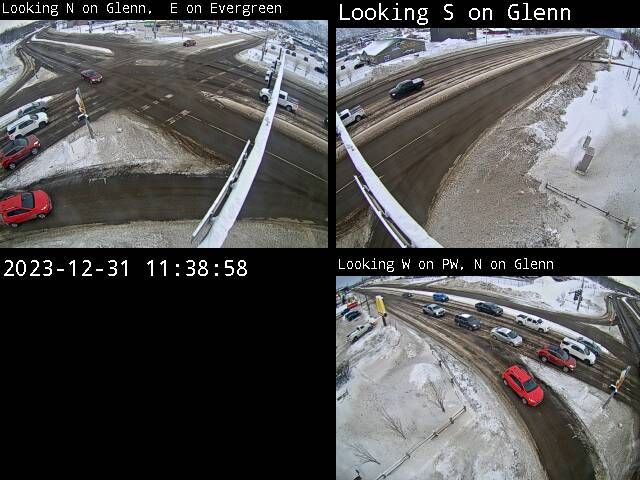 Looking N on Glenn,  E on Evergreen
Looking S on Glenn
2023-12-31 11:38:58
Looking W on PW, N on Glenn